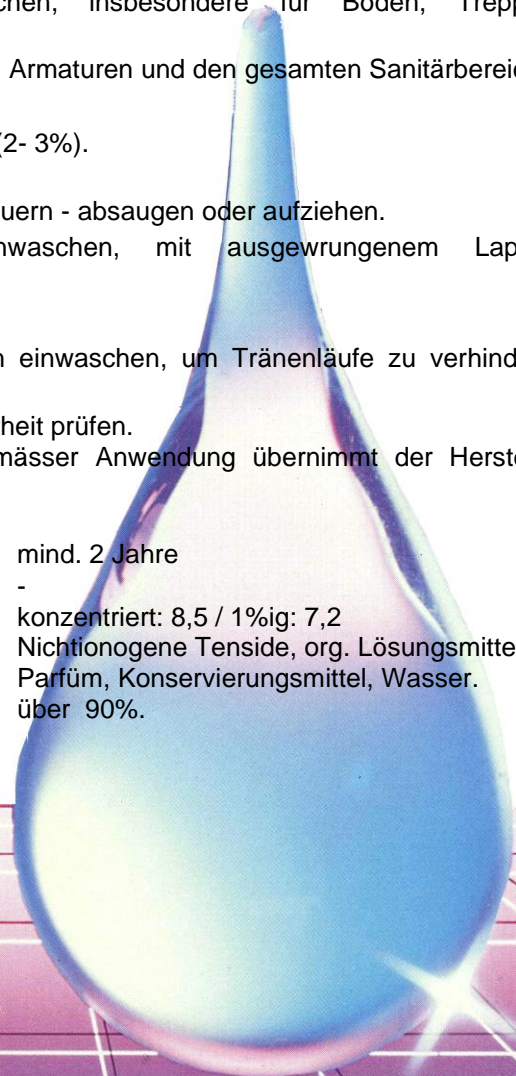 chen, insbesondere für Böden, Trepp
Armaturen und den gesamten Sanitärbereic
(2- 3%).
uern - absaugen oder aufziehen.
nwaschen, mit ausgewrungenem Lap
n einwaschen, um Tränenläufe zu verhind
heit prüfen.
mässer Anwendung übernimmt der Herste
mind. 2 Jahre
-
konzentriert: 8,5 / 1%ig: 7,2
Nichtionogene Tenside, org. Lösungsmitte
Parfüm, Konservierungsmittel, Wasser.
über 90%.